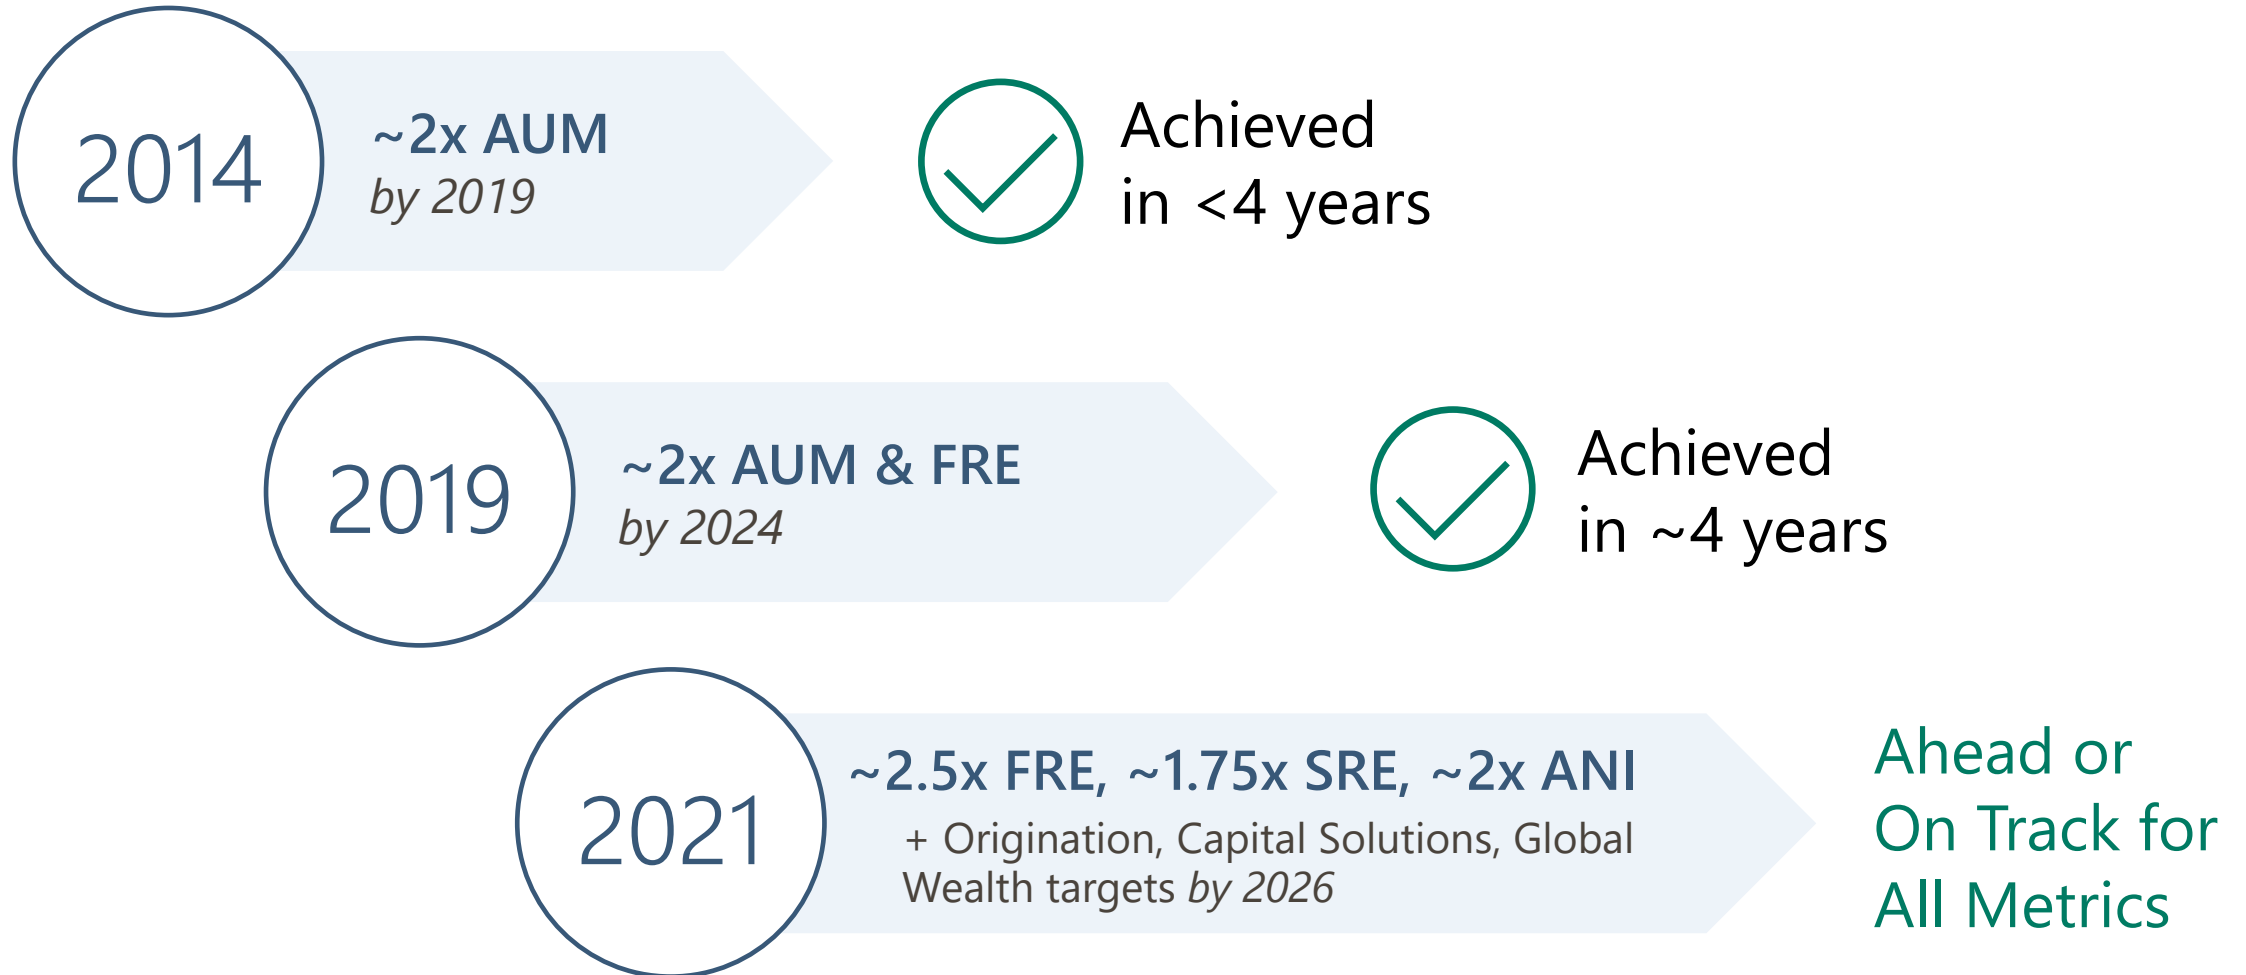 2014
~2x AUM
by 2019
Achieved
in <4 years
2019
~2x AUM & FRE
by 2024
Achieved
in ~4 years
2021
~2.5x FRE, ~1.75x SRE, ~2x ANI
+ Origination, Capital Solutions, Global
Wealth targets by 2026
Ahead or
On Track for
All Metrics